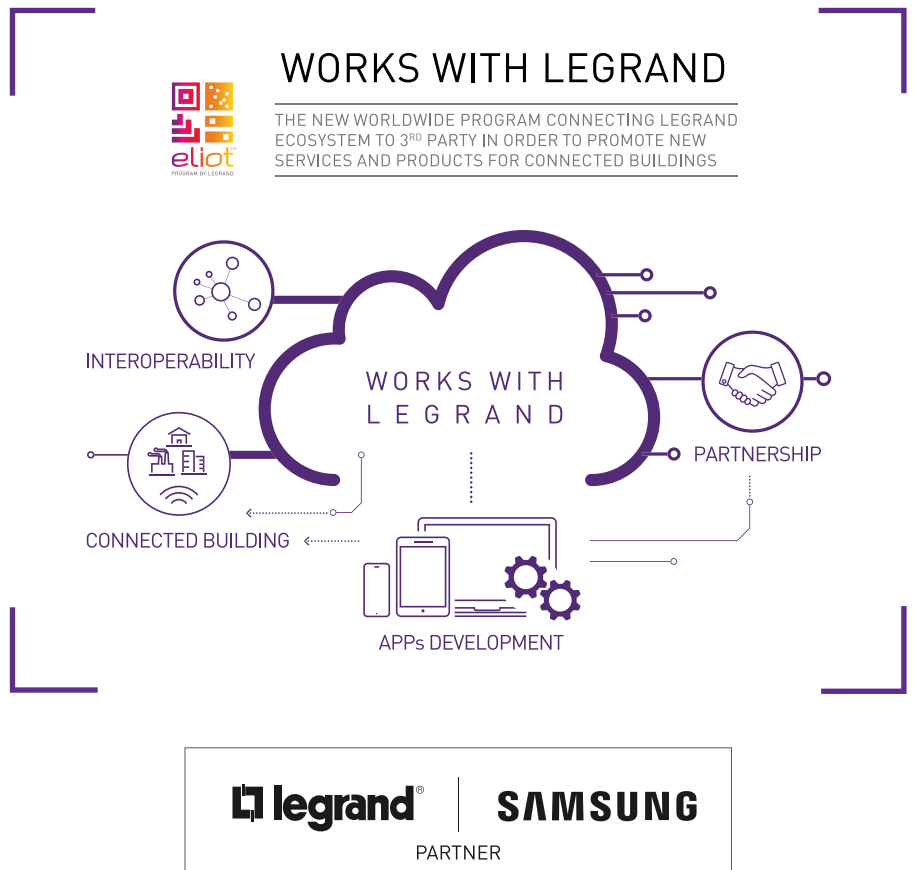 WORKS WITH LEGRAND
THE NEW WORLDWIDE PROGRAM CONNECTING LEGRAND
ECOSYSTEM TO 3RD PARTY IN ORDER TO PROMOTE NEW
SERVICES AND PRODUCTS FOR CONNECTED BUILDINGS
eliot™
PROGRAM BY LEGRAND
INTEROPERABILITY
WORKS WITH
LEGRAND
PARTNERSHIP
CONNECTED BUILDING
APPs DEVELOPMENT
legrand®
SAMSUNG
PARTNER